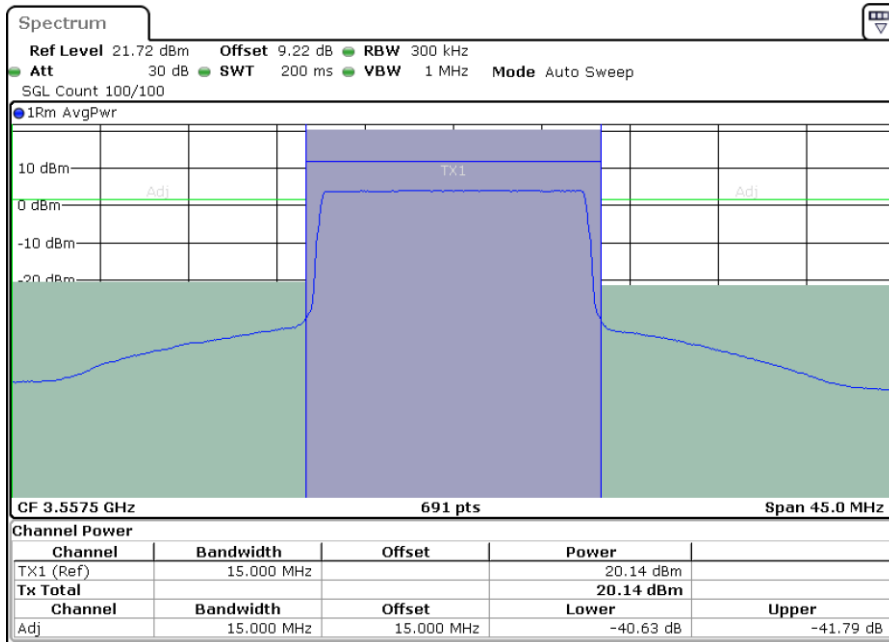 Spectrum
Ref Level 21.72 dBm Offset 9.22 dB RBW 300 kHz
Att 30 dB SWT 200 ms VBW 1 MHz Mode Auto Sweep
SGL Count 100/100
1Rm AvgPwr
10 dBm
TX1
Adj Adj
0 dBm
-10 dBm
-20 dBm
CF 3.5575 GHz 691 pts Span 45.0 MHz
Channel Power
Channel Bandwidth Offset Power
TX1 (Ref) 15.000 MHz 20.14 dBm
Tx Total 20.14 dBm
Channel Bandwidth Offset Lower Upper
Adj 15.000 MHz 15.000 MHz -40.63 dB -41.79 dB